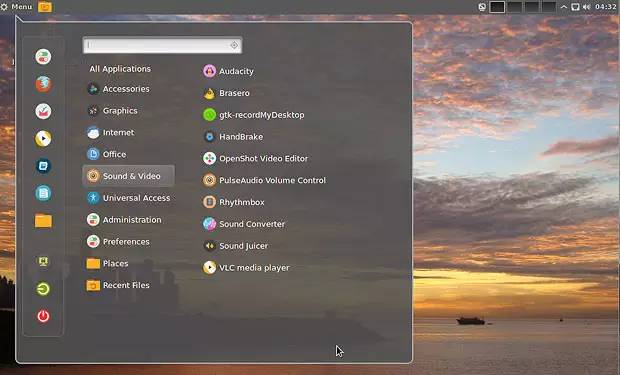 Menu
04:32
All Applications
Accessories
Graphics
Internet
Office
Sound & Video
Universal Access
Administration
Preferences
Places
Recent Files
Audacity
Brasero
gtk-recordMyDesktop
HandBrake
OpenShot Video Editor
PulseAudio Volume Control
Rhythmbox
Sound Converter
Sound Juicer
VLC media player